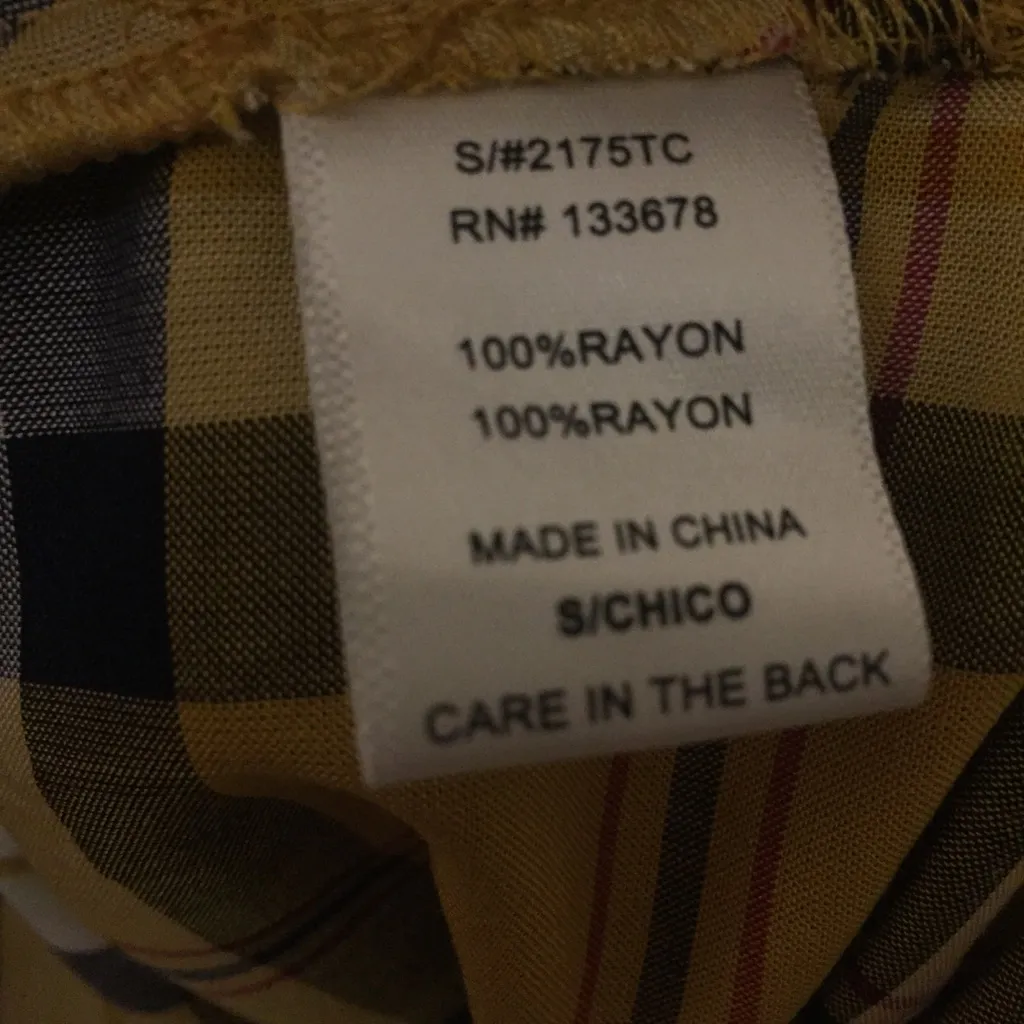 S/#2175TC
RN# 133678
100%RAYON
100%RAYON
MADE IN CHINA
S/CHICO
CARE IN THE BACK